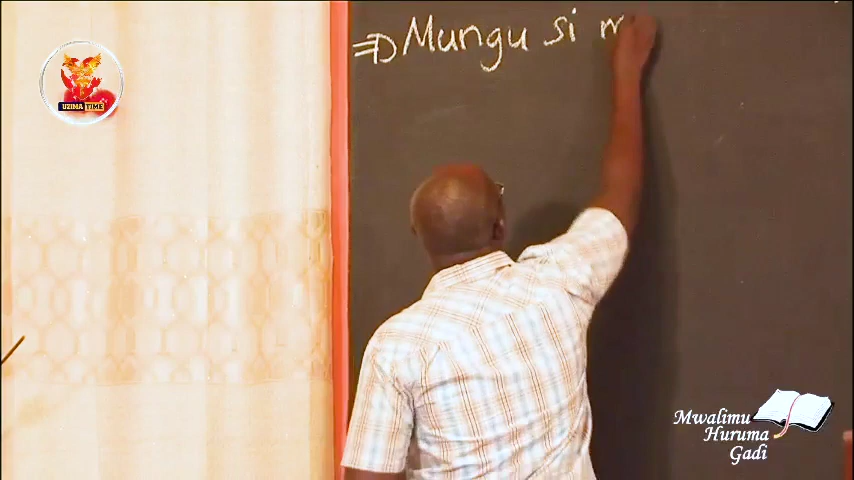 ⇒ Mungu si m
UZIMA TIME
Mwalimu
Huruma
Gadi